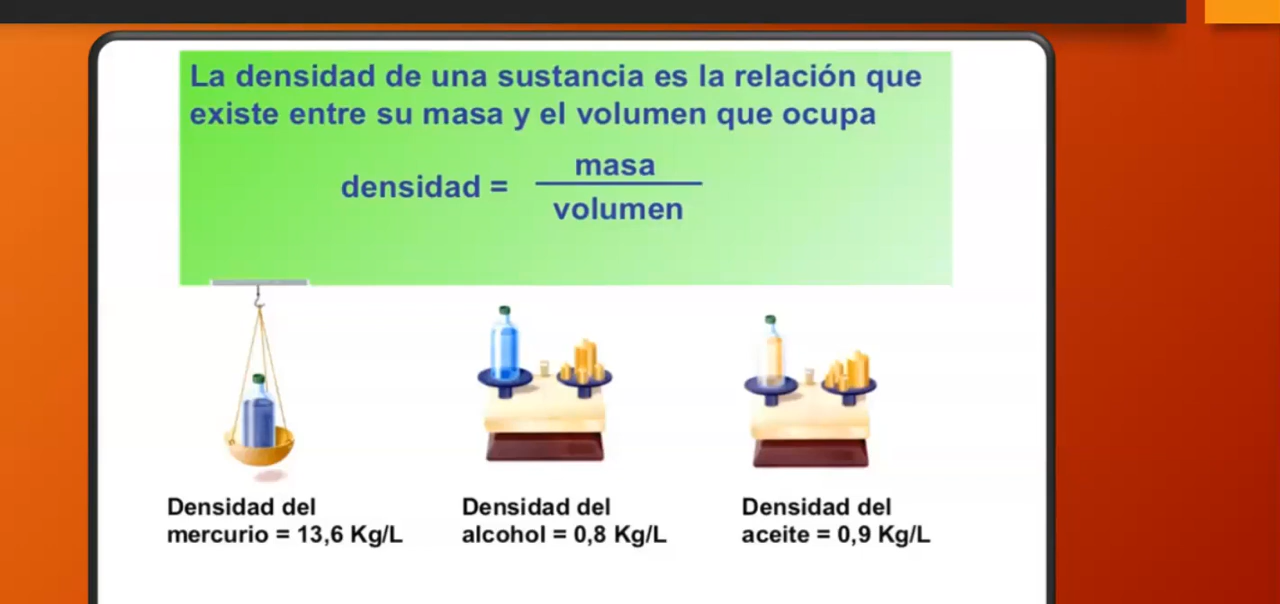 La densidad de una sustancia es la relación que
existe entre su masa y el volumen que ocupa
densidad = masa
volumen
Densidad del
mercurio = 13,6 Kg/L
Densidad del
alcohol = 0,8 Kg/L
Densidad del
aceite = 0,9 Kg/L